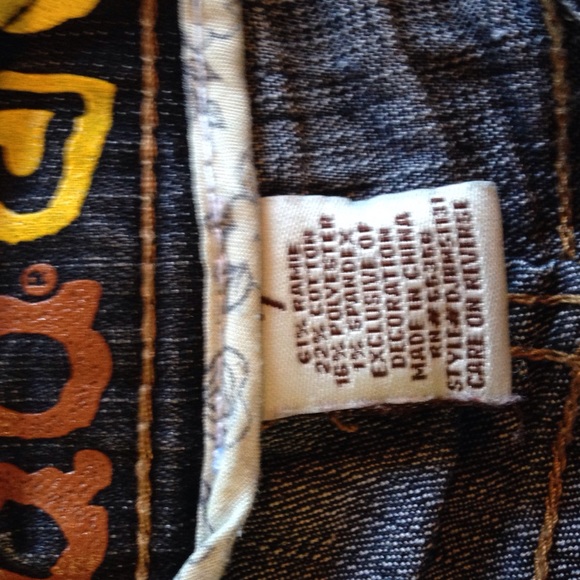 61% RAMIE
22% COTTON
16% POLYESTER
1% SPANDEX
EXCLUSIVE OF
DECORATION
MADE IN CHINA
RN#
STYLE#
CARE ON REVERSE